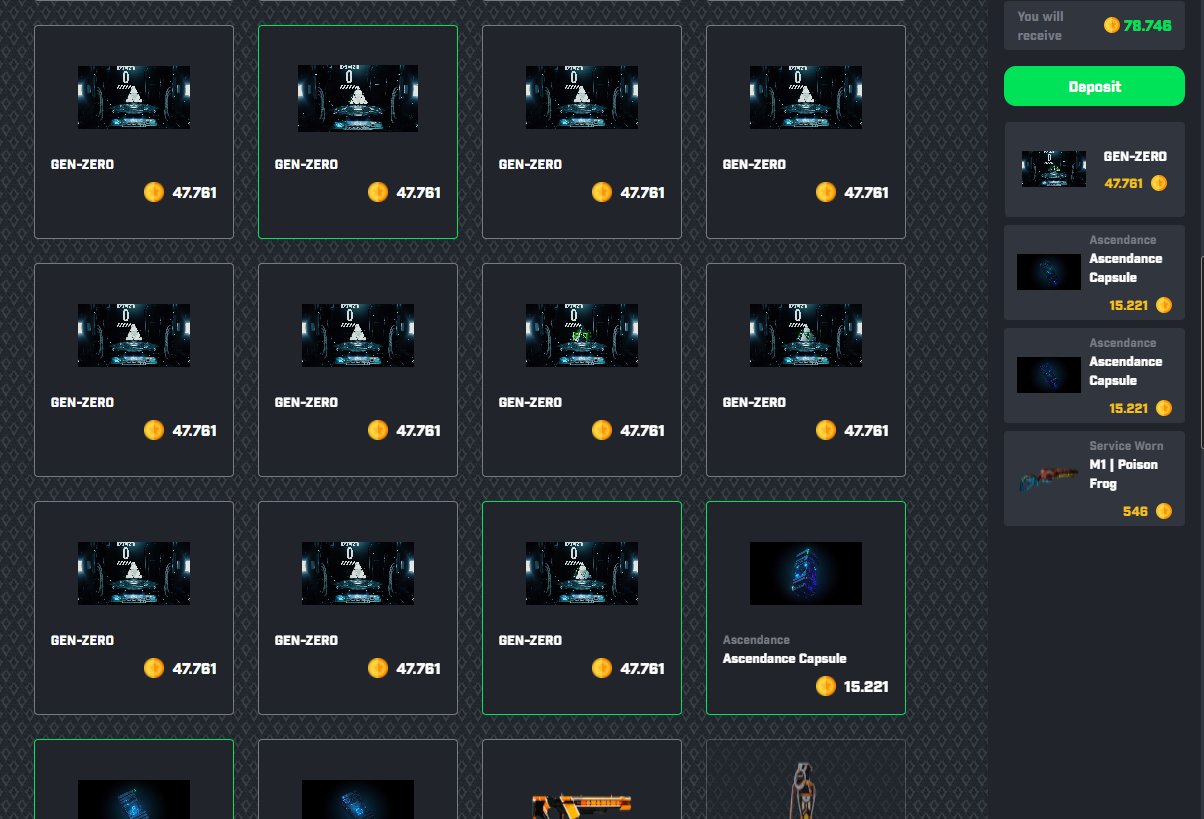 You will
receive
78.746
Deposit
GEN-ZERO
47.761
GEN-ZERO
47.761
GEN-ZERO
47.761
GEN-ZERO
47.761
GEN-ZERO
47.761
GEN-ZERO
47.761
GEN-ZERO
47.761
GEN-ZERO
47.761
GEN-ZERO
47.761
GEN-ZERO
47.761
GEN-ZERO
47.761
Ascendance
Ascendance Capsule
15.221
GEN-ZERO
47.761
Ascendance
Ascendance
Capsule
15.221
Ascendance
Ascendance
Capsule
15.221
Service Worn
M1 | Poison
Frog
546